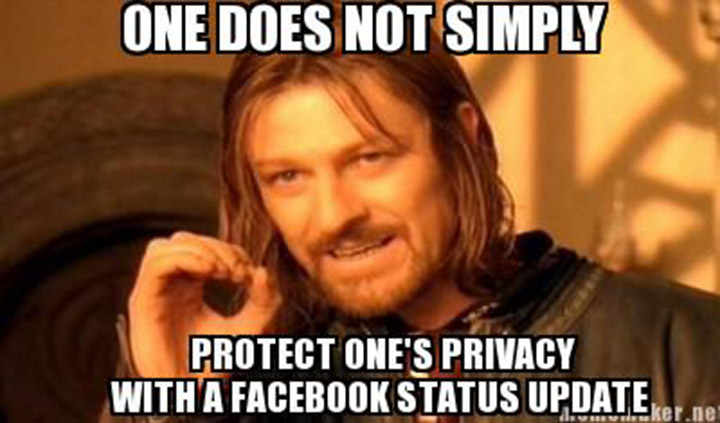 ONE DOES NOT SIMPLY
PROTECT ONE'S PRIVACY
WITH A FACEBOOK STATUS UPDATE